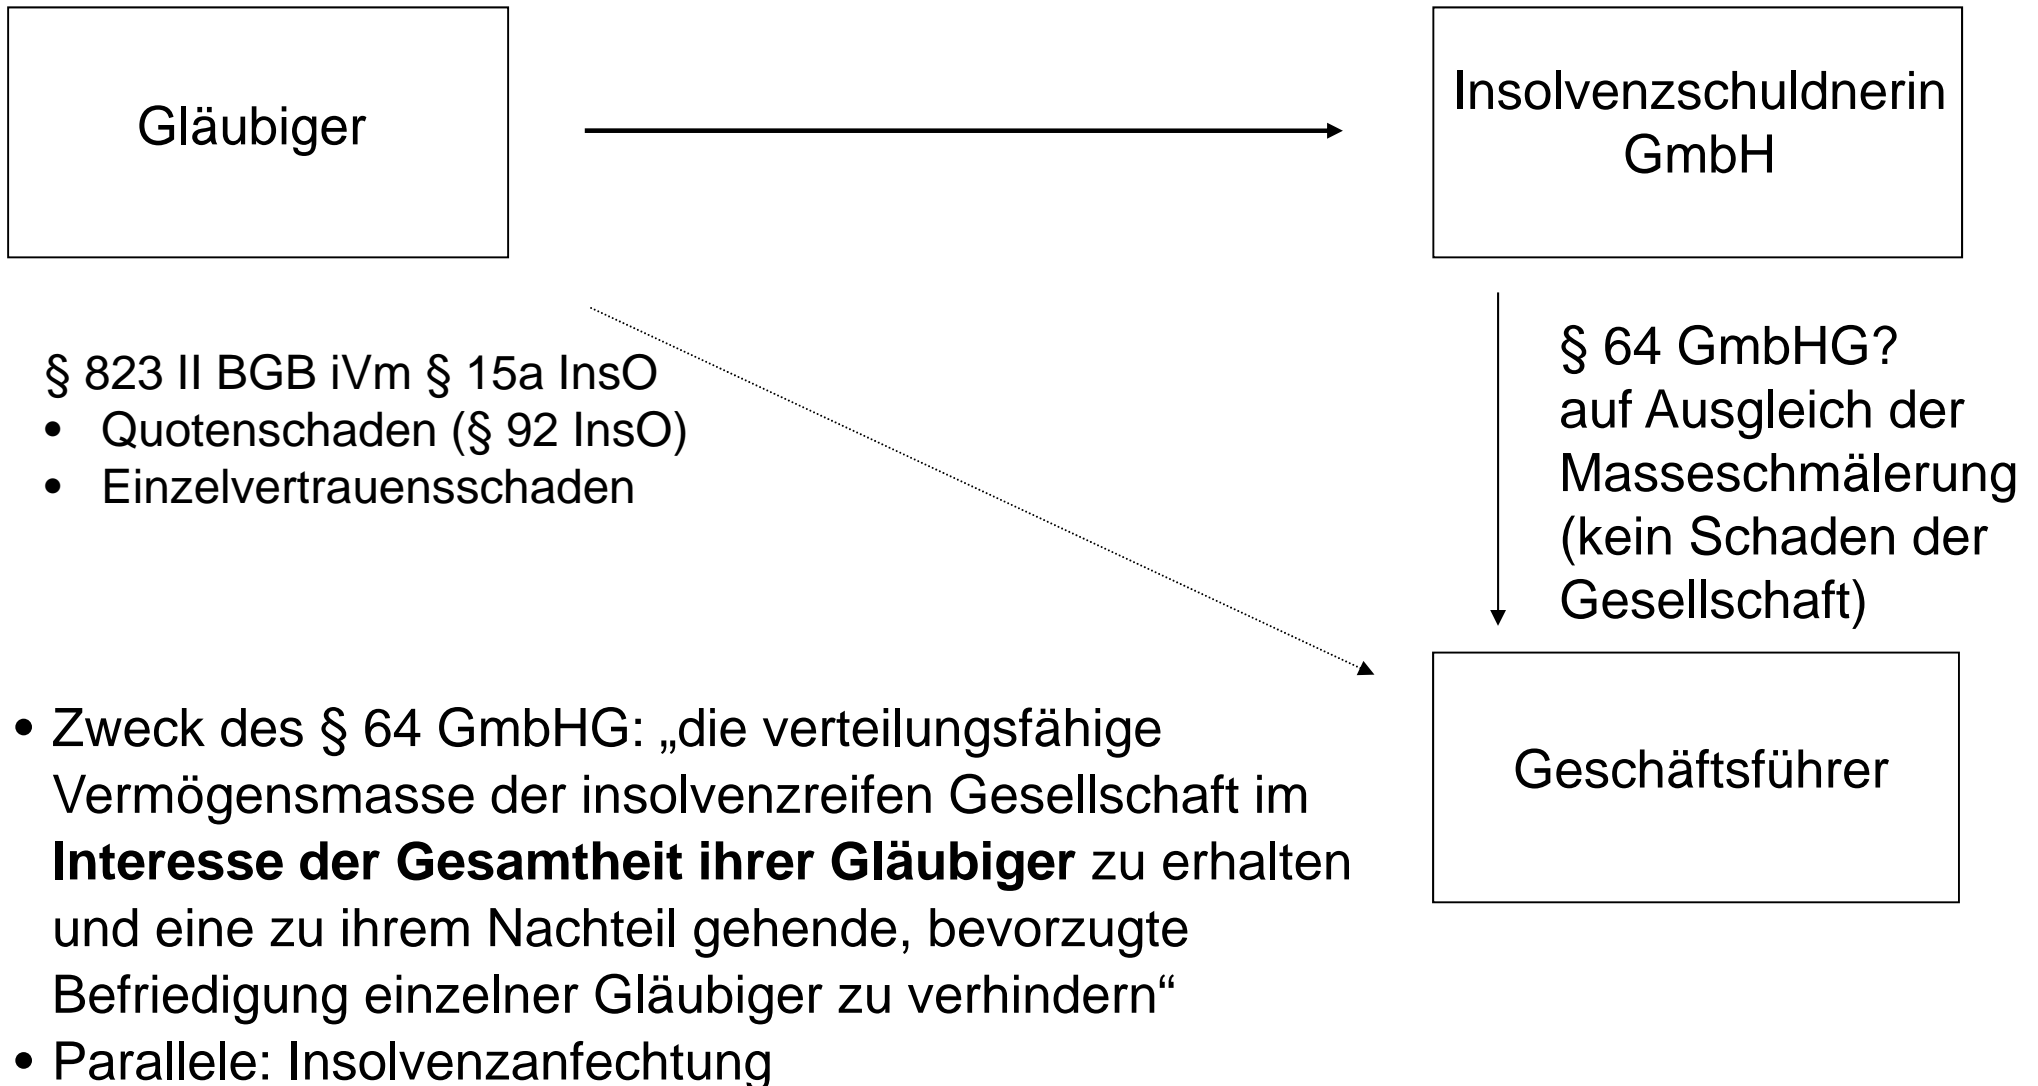 Gläubiger
Insolvenzschuldnerin
GmbH
§ 823 II BGB iVm § 15a InsO
• Quotenschaden (§ 92 InsO)
• Einzelvertrauensschaden
§ 64 GmbHG?
auf Ausgleich der
Masseschmälerung
(kein Schaden der
Gesellschaft)
Geschäftsführer
• Zweck des § 64 GmbHG: „die verteilungsfähige
Vermögensmasse der insolvenzreifen Gesellschaft im
Interesse der Gesamtheit ihrer Gläubiger zu erhalten
und eine zu ihrem Nachteil gehende, bevorzugte
Befriedigung einzelner Gläubiger zu verhindern“
• Parallele: Insolvenzanfechtung